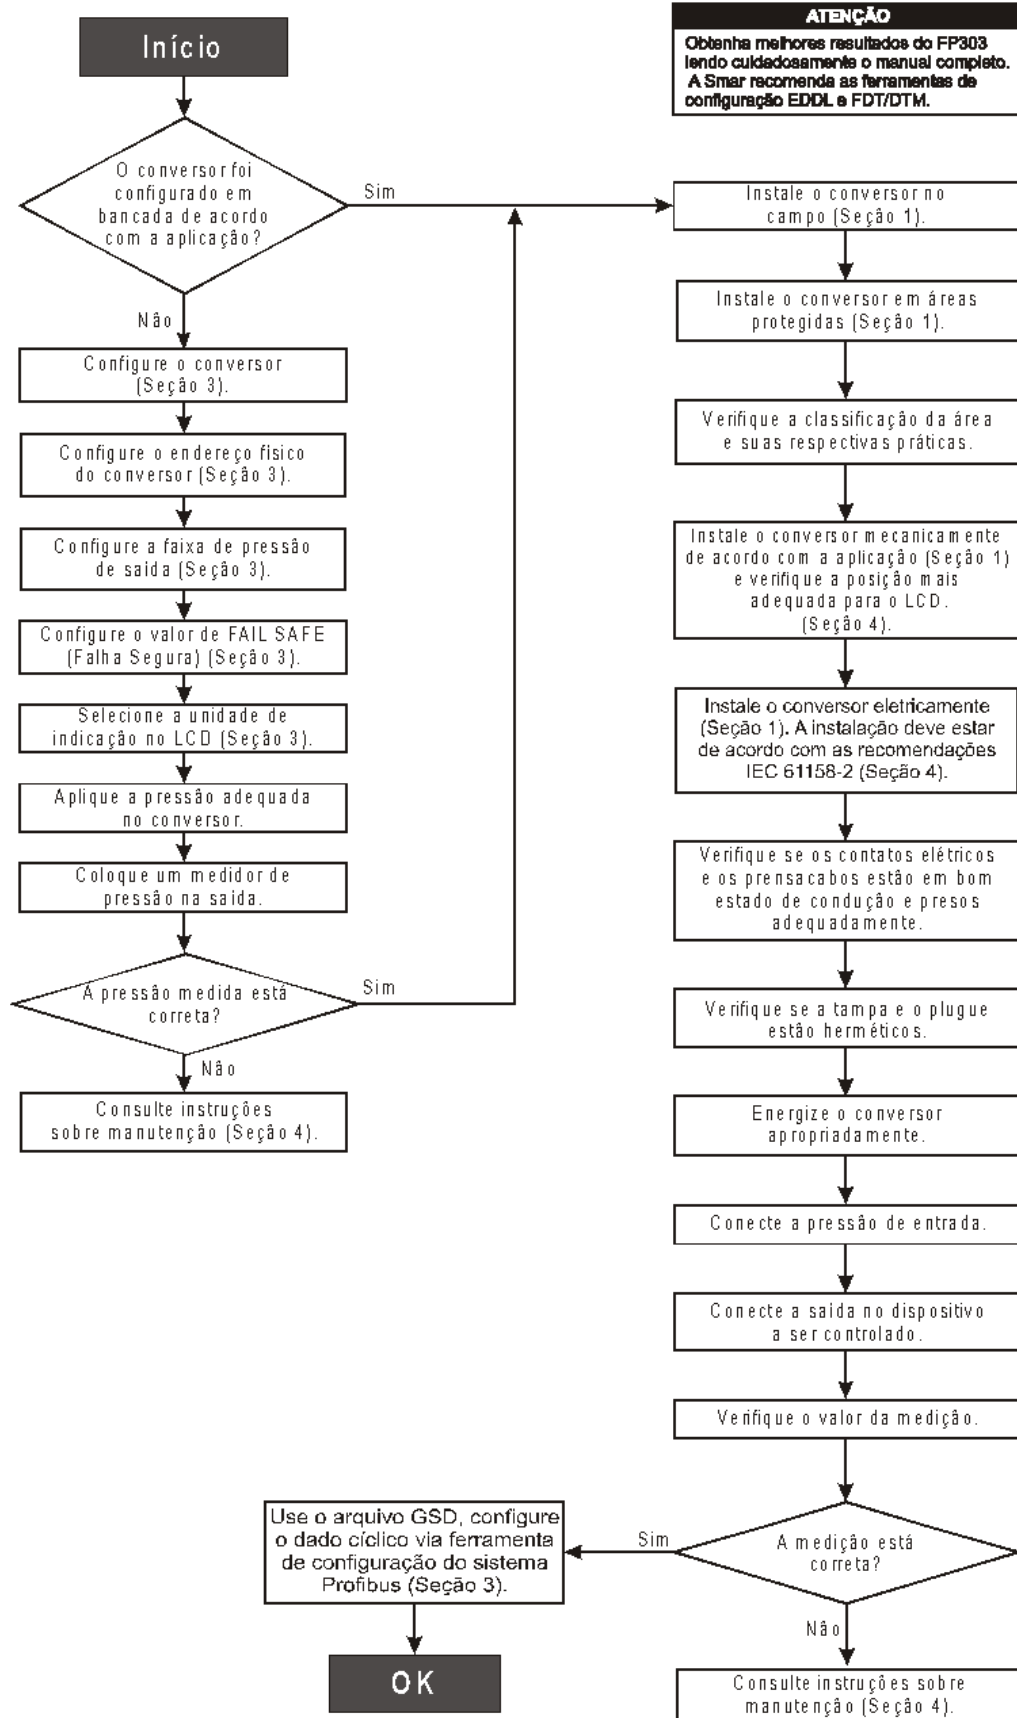 Início
O conversor foi
configurado em
bancada de acordo
com a aplicação?
Sim
Não
Configure o conversor
(Seção 3).
Configure o endereço físico
do conversor (Seção 3).
Configure a faixa de pressão
de saida (Seção 3).
Configure o valor de FAIL SAFE
(Falha Segura) (Seção 3).
Selecione a unidade de
indicação no LCD (Seção 3).
Aplique a pressão adequada
no conversor.
Coloque um medidor de
pressão na saida.
A pressão medida está
correta?
Sim
Não
Consulte instruções
sobre manutenção (Seção 4).
ATENÇÃO
Obtenha melhores resultados do FP303
lendo cuidadosamente o manual completo.
A Smar recomenda as ferramentas de
configuração EDDL e FDT/DTM.
Instale o conversor no
campo (Seção 1).
Instale o conversor em áreas
protegidas (Seção 1).
Verifique a classificação da área
e suas respectivas práticas.
Instale o conversor mecanicamente
de acordo com a aplicação (Seção 1)
e verifique a posição mais
adequada para o LCD.
(Seção 4).
Instale o conversor eletricamente
(Seção 1). A instalação deve estar
de acordo com as recomendações
IEC 61158-2 (Seção 4).
Verifique se os contatos elétricos
e os prensacabos estão em bom
estado de condução e presos
adequadamente.
Verifique se a tampa e o plugue
estão herméticos.
Energize o conversor
apropriadamente.
Conecte a pressão de entrada.
Conecte a saida no dispositivo
a ser controlado.
Verifique o valor da medição.
A medição está
correta?
Sim
Não
Use o arquivo GSD, configure
o dado cíclico via ferramenta
de configuração do sistema
Profibus (Seção 3).
OK
Consulte instruções sobre
manutenção (Seção 4).